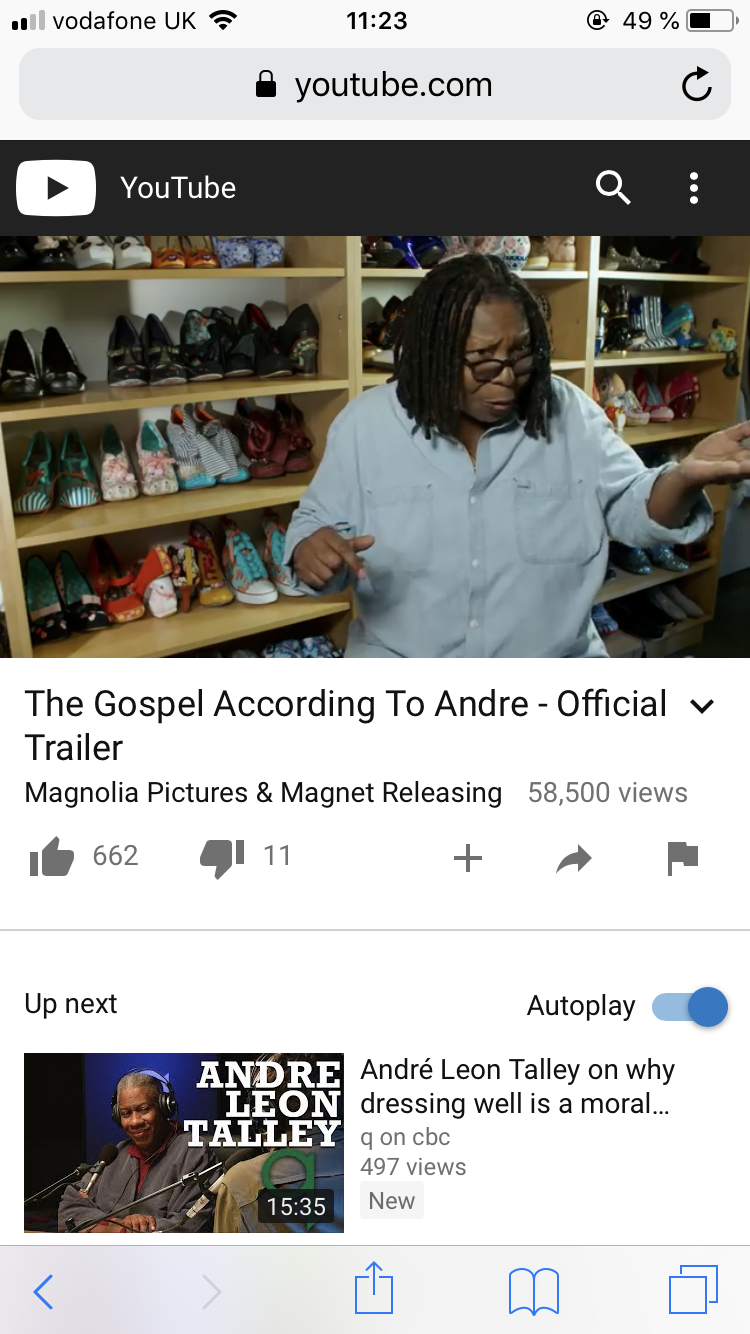 vodafone UK 11:23 49 %
youtube.com
YouTube
The Gospel According To Andre - Official
Trailer
Magnolia Pictures & Magnet Releasing 58,500 views
662 11
Up next Autoplay
ANDRE
LEON
TALLEY
q
15:35
André Leon Talley on why
dressing well is a moral...
q on cbc
497 views
New